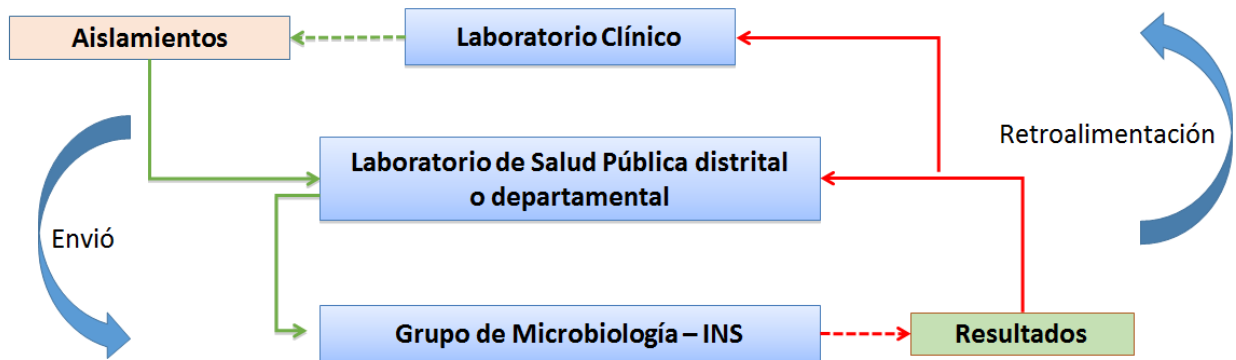 Aislamientos
Laboratorio Clínico
Retroalimentación
Laboratorio de Salud Pública distrital
o departamental
Envió
Grupo de Microbiología – INS
Resultados